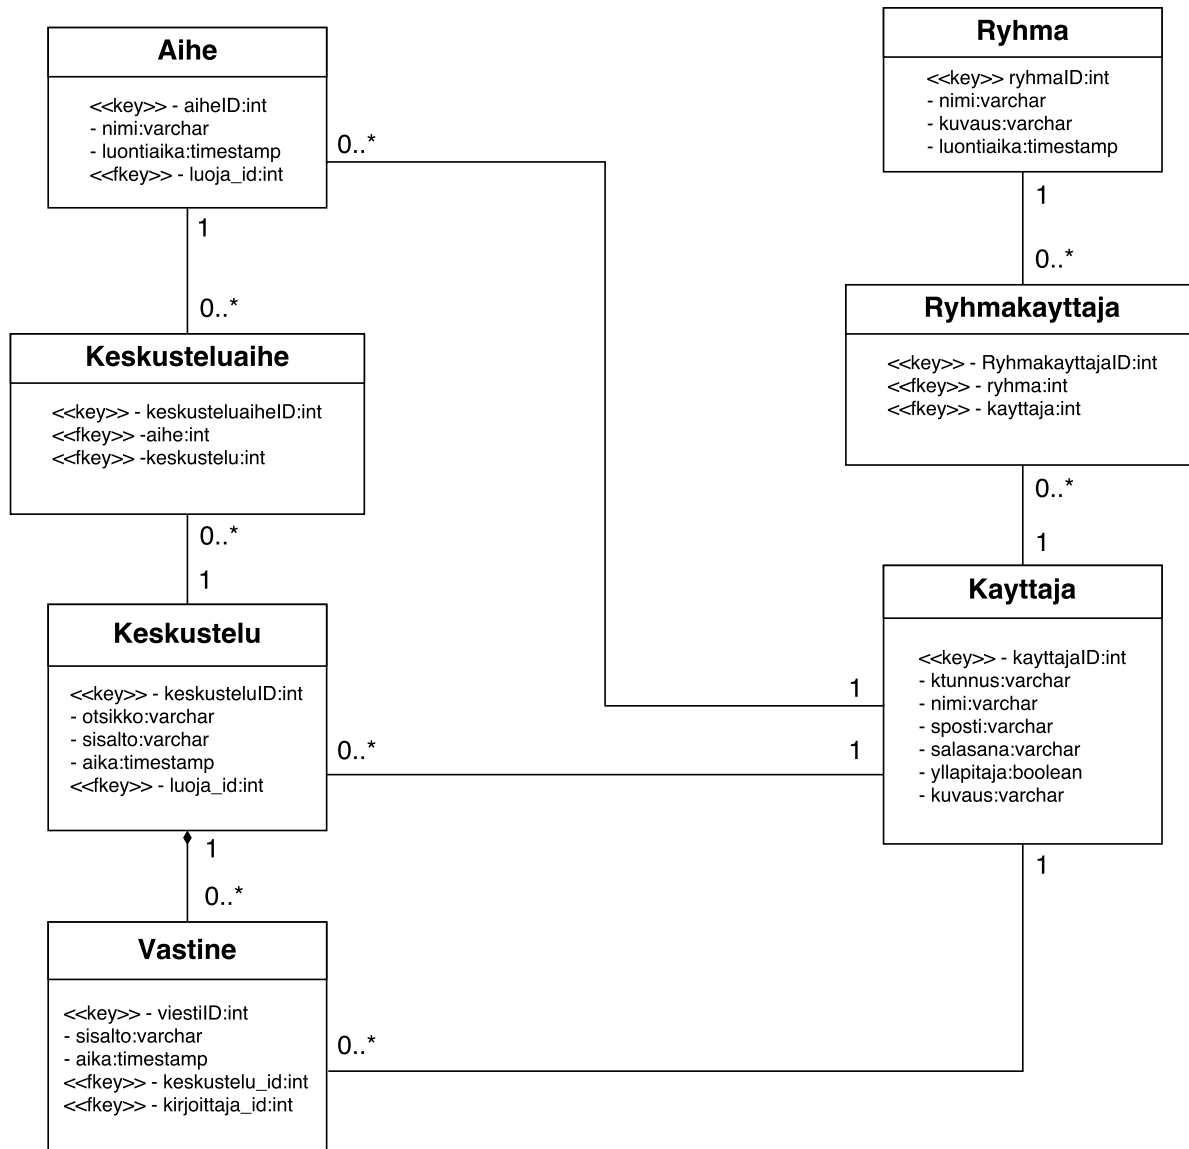 Aihe
<<key>> - aiheID:int
- nimi:varchar
- luontiaika:timestamp
<<fkey>> - luoja_id:int
0..*
1
0..*
Keskusteluaihe
<<key>> - keskusteluaiheID:int
<<fkey>> -aihe:int
<<fkey>> -keskustelu:int
0..*
1
Keskustelu
<<key>> - keskusteluID:int
- otsikko:varchar
- sisalto:varchar
- aika:timestamp
<<fkey>> - luoja_id:int
0..*
1
0..*
Vastine
<<key>> - viestiID:int
- sisalto:varchar
- aika:timestamp
<<fkey>> - keskustelu_id:int
<<fkey>> - kirjoittaja_id:int
0..*
Ryhma
<<key>> ryhmaID:int
- nimi:varchar
- kuvaus:varchar
- luontiaika:timestamp
1
0..*
Ryhmakayttaja
<<key>> - RyhmakayttajaID:int
<<fkey>> - ryhma:int
<<fkey>> - kayttaja:int
0..*
1
Kayttaja
<<key>> - kayttajaID:int
- ktunnus:varchar
- nimi:varchar
- sposti:varchar
- salasana:varchar
- yllapitaja:boolean
- kuvaus:varchar
1
1
1